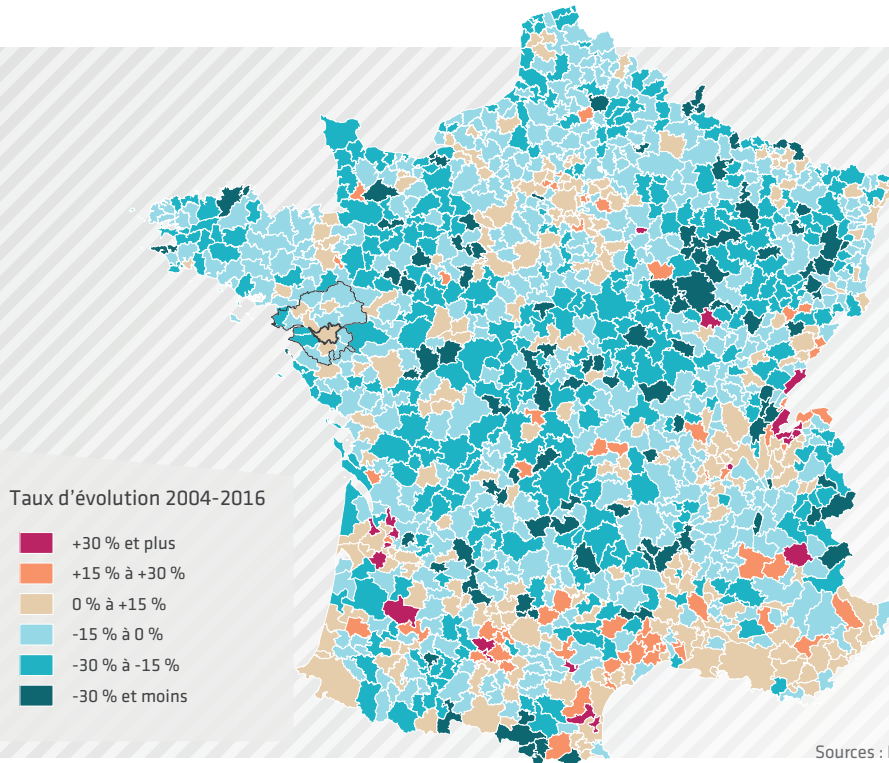 Taux d'évolution 2004-2016
+30 % et plus
+15 % à +30 %
0 % à +15 %
-15 % à 0 %
-30 % à -15 %
-30 % et moins
Sources :